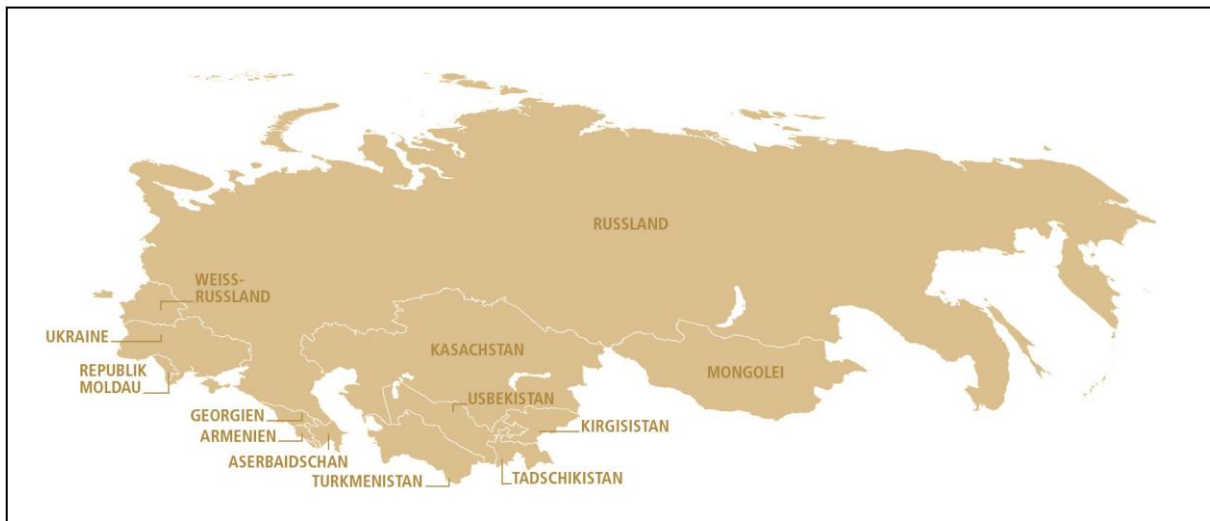 RUSSLAND
WEISS-
RUSSLAND
UKRAINE
KASACHSTAN
REPUBLIK
MOLDAU
MONGOLEI
USBEKISTAN
GEORGIEN
KIRGISISTAN
ARMENIEN
ASERBAIDSCHAN
TURKMENISTAN
TADSCHIKISTAN